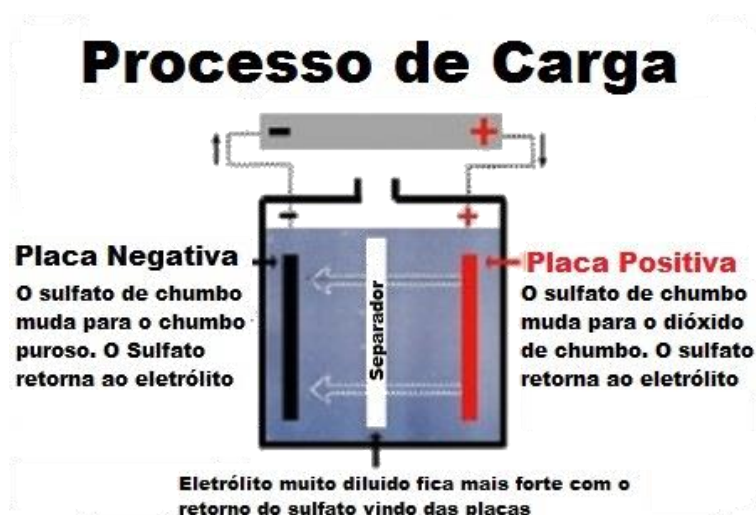 Processo de Carga
- +
- +
Placa Negativa
O sulfato de chumbo
muda para o chumbo
puroso. O Sulfato
retorna ao eletrólito
Separador
Placa Positiva
O sulfato de chumbo
muda para o dióxido
de chumbo. O sulfato
retorna ao eletrólito
Eletrólito muito diluido fica mais forte com o
retorno do sulfato vindo das placas